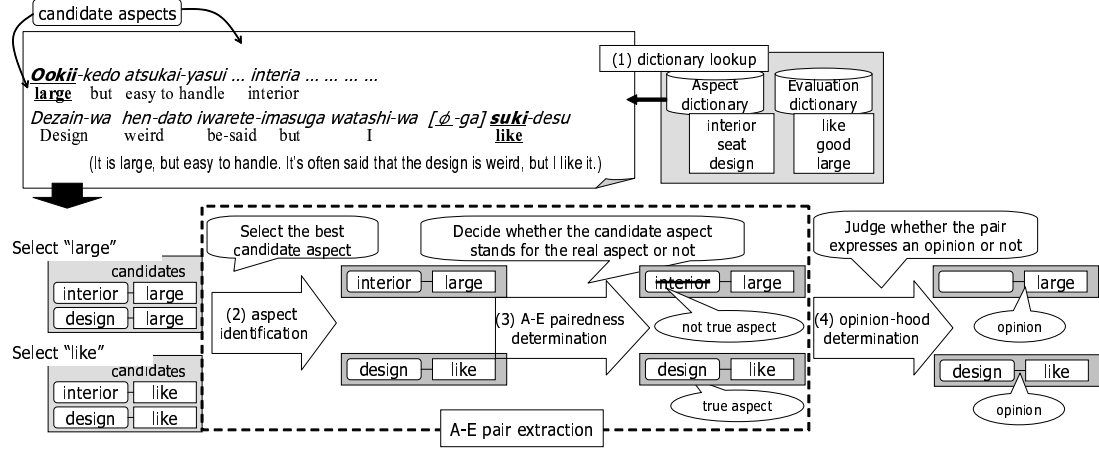 candidate aspects
(1) dictionary lookup
Ookii-kedo atsukai-yasui ... interia ... ... ... ...
large but easy to handle interior
Dezain-wa hen-dato iwarete-imasuga watashi-wa [ϕ-ga] suki-desu
Design weird be-said but I like
(It is large, but easy to handle. It's often said that the design is weird, but I like it.)
Aspect
dictionary
interior
seat
design
Evaluation
dictionary
like
good
large
Select "large"
candidates
interior large
design large
Select "like"
candidates
interior like
design like
Select the best
candidate aspect
(2) aspect
identification
interior large
design like
Decide whether the candidate aspect
stands for the real aspect or not
(3) A-E pairedness
determination
interior large
not true aspect
design like
true aspect
A-E pair extraction
Judge whether the pair
expresses an opinion or not
(4) opinion-hood
determination
large
opinion
design like
opinion